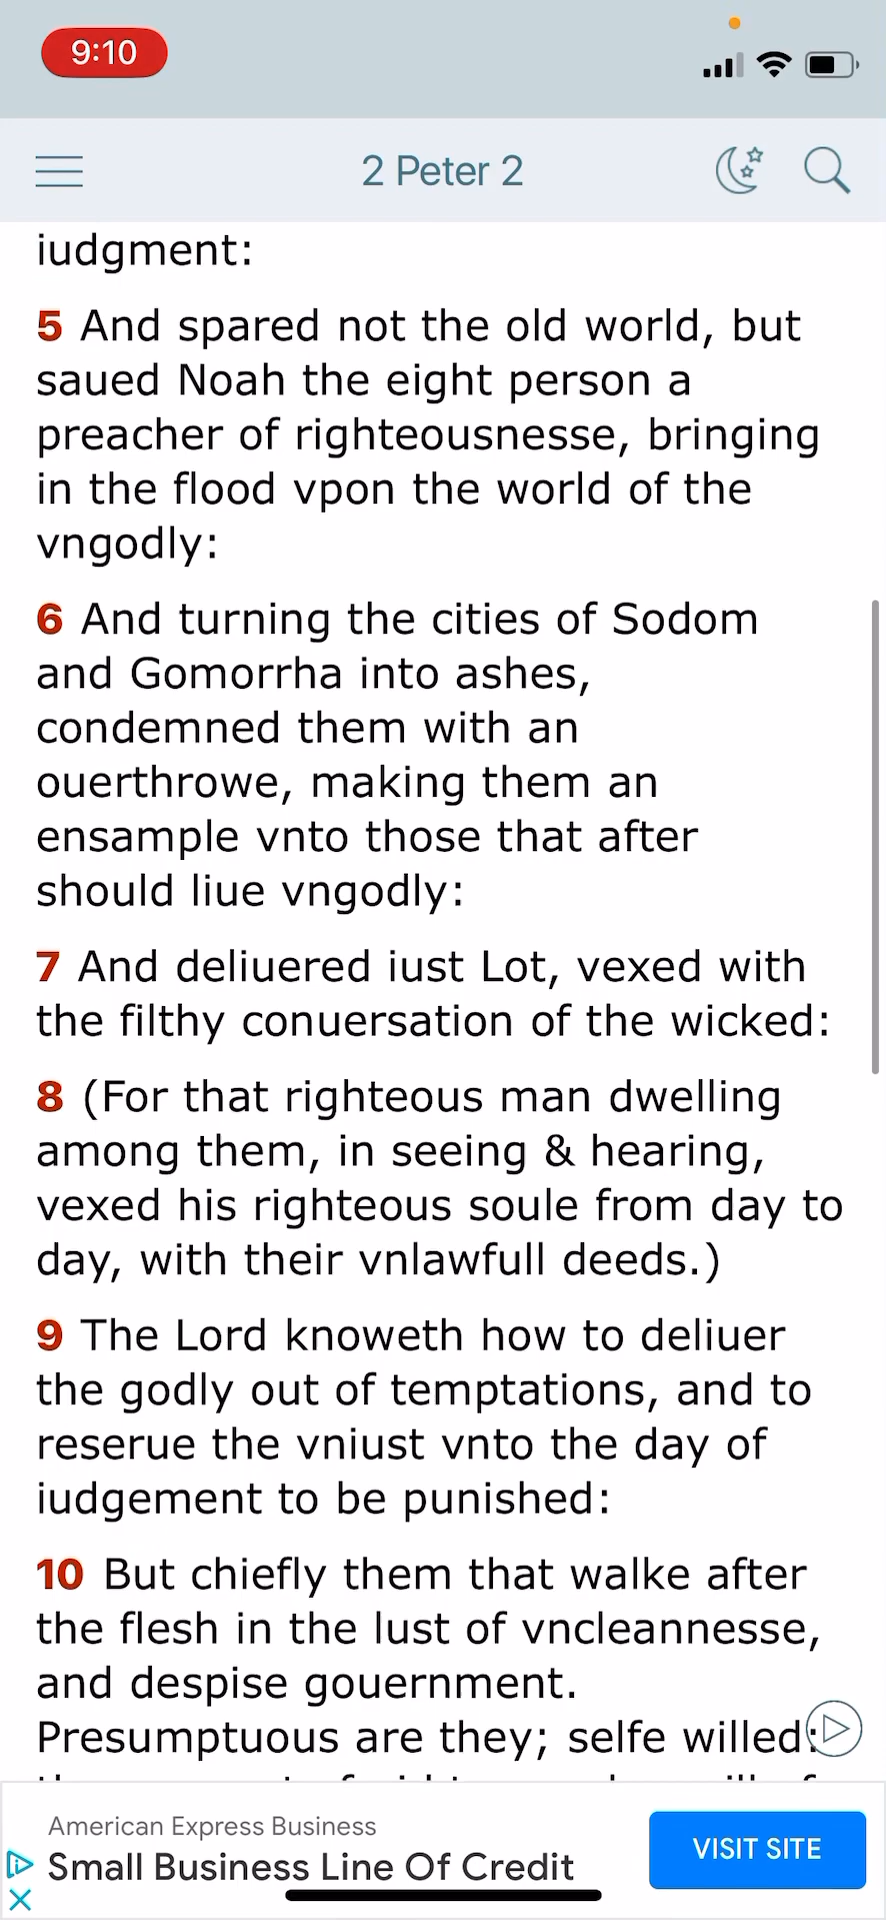 9:10
2 Peter 2
iudgment:
5 And spared not the old world, but
saued Noah the eight person a
preacher of righteousnesse, bringing
in the flood vpon the world of the
vngodly:
6 And turning the cities of Sodom
and Gomorrha into ashes,
condemned them with an
ouerthrowe, making them an
ensample vnto those that after
should liue vngodly:
7 And deliuered iust Lot, vexed with
the filthy conuersation of the wicked:
8 (For that righteous man dwelling
among them, in seeing & hearing,
vexed his righteous soule from day to
day, with their vnlawfull deeds.)
9 The Lord knoweth how to deliuer
the godly out of temptations, and to
reserue the vniust vnto the day of
iudgement to be punished:
10 But chiefly them that walke after
the flesh in the lust of vncleannesse,
and despise gouernment.
Presumptuous are they; selfe willed:
American Express Business
Small Business Line Of Credit
VISIT SITE